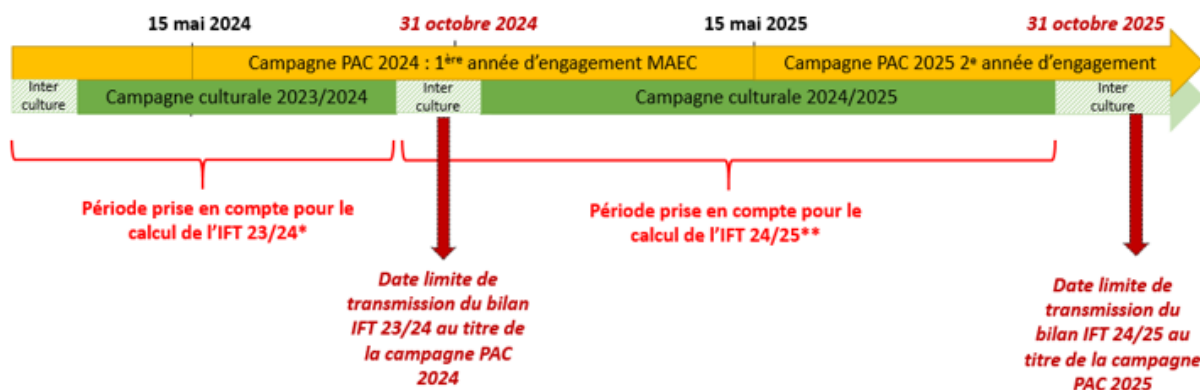 15 mai 2024
31 octobre 2024
15 mai 2025
31 octobre 2025
Campagne PAC 2024 : 1ère année d’engagement MAEC
Campagne PAC 2025 2e année d’engagement
Inter
culture
Campagne culturale 2023/2024
Inter
culture
Campagne culturale 2024/2025
Inter
culture
Période prise en compte pour le
calcul de l’IFT 23/24*
Période prise en compte pour le
calcul de l’IFT 24/25**
Date limite de
transmission du bilan
IFT 23/24 au titre de
la campagne PAC
2024
Date limite de
transmission du
bilan IFT 24/25 au
titre de la campagne
PAC 2025